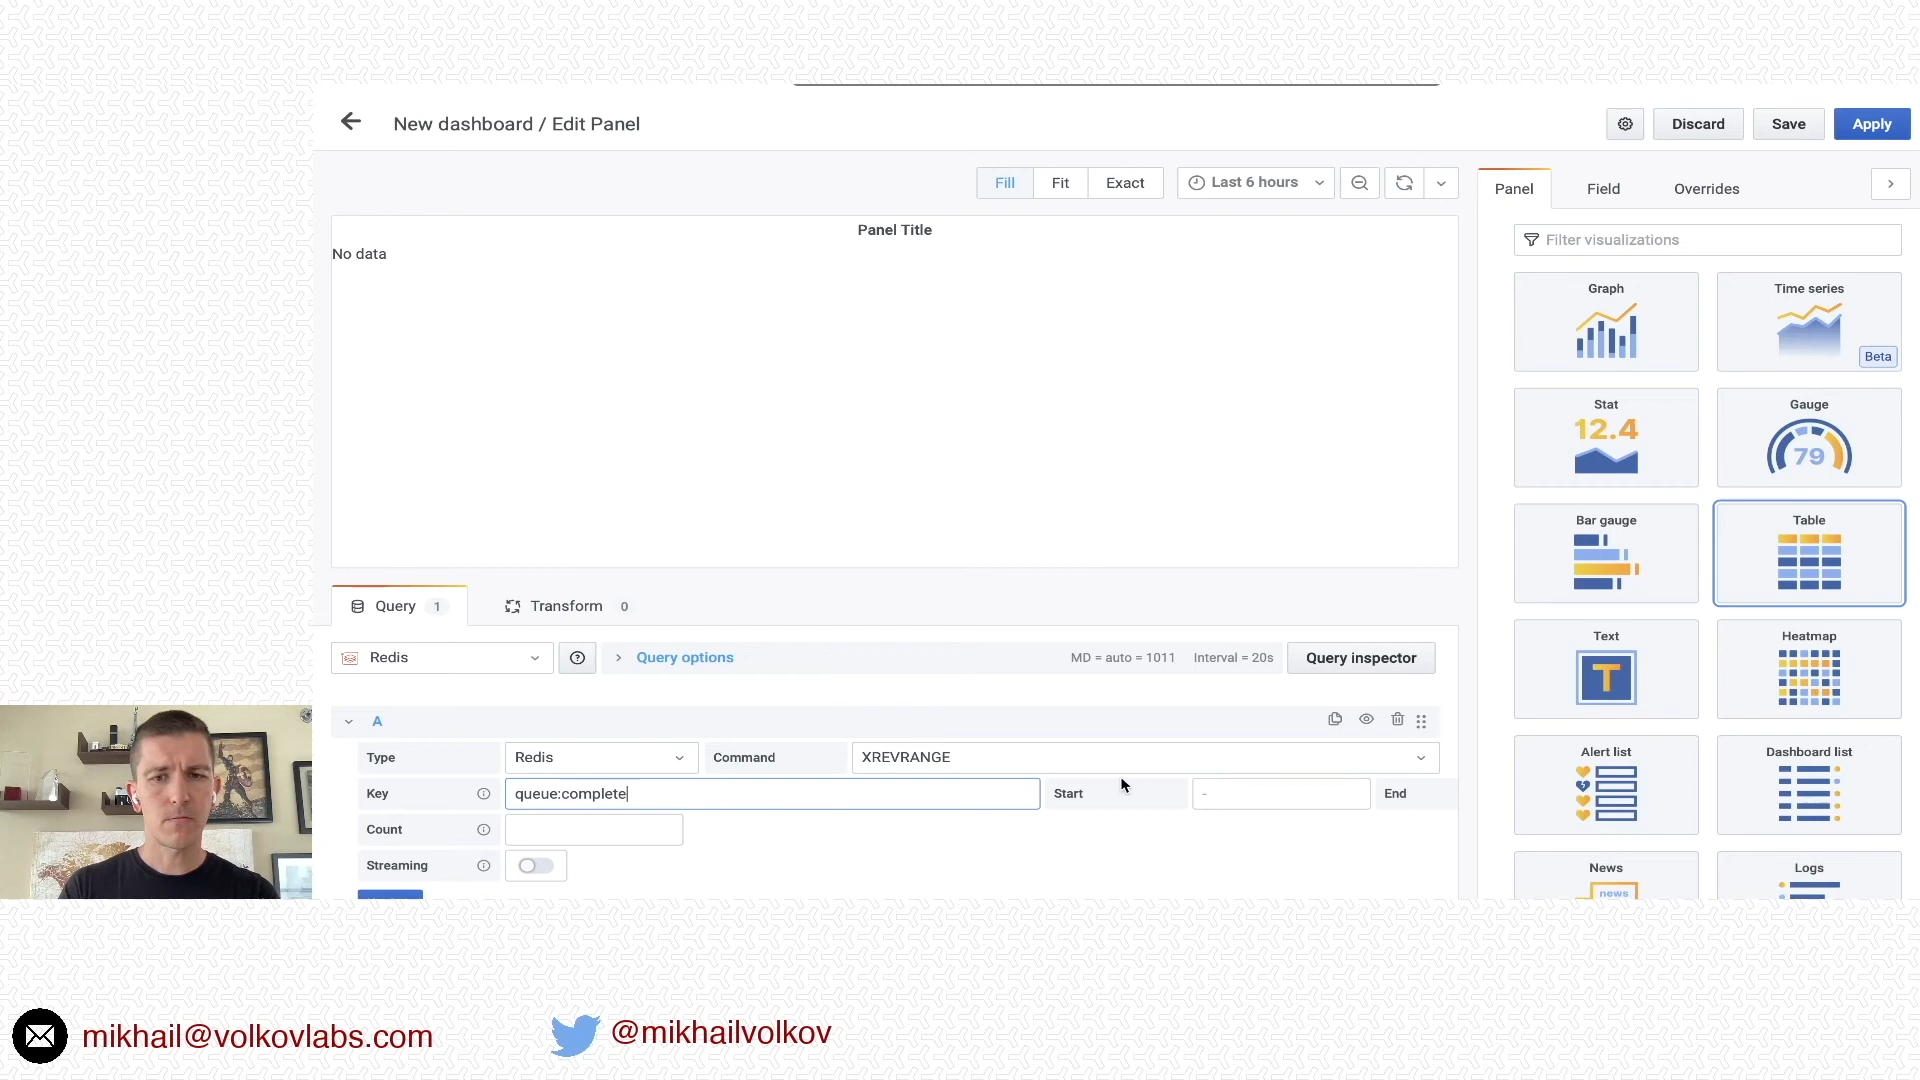 New dashboard / Edit Panel
Discard
Save
Apply
Fill
Fit
Exact
Last 6 hours
Panel
Field
Overrides
Panel Title
No data
Filter visualizations
Graph
Time series
Beta
Stat
12.4
Gauge
79
Bar gauge
Table
Text
T
Heatmap
Alert list
Dashboard list
News
news
Logs
Query 1
Transform 0
Redis
Query options
MD = auto = 1011
Interval = 20s
Query inspector
A
Type
Redis
Command
XREVRANGE
Key
queue:complete
Start
-
End
Count
Streaming
mikhail@volkovlabs.com
@mikhailvolkov